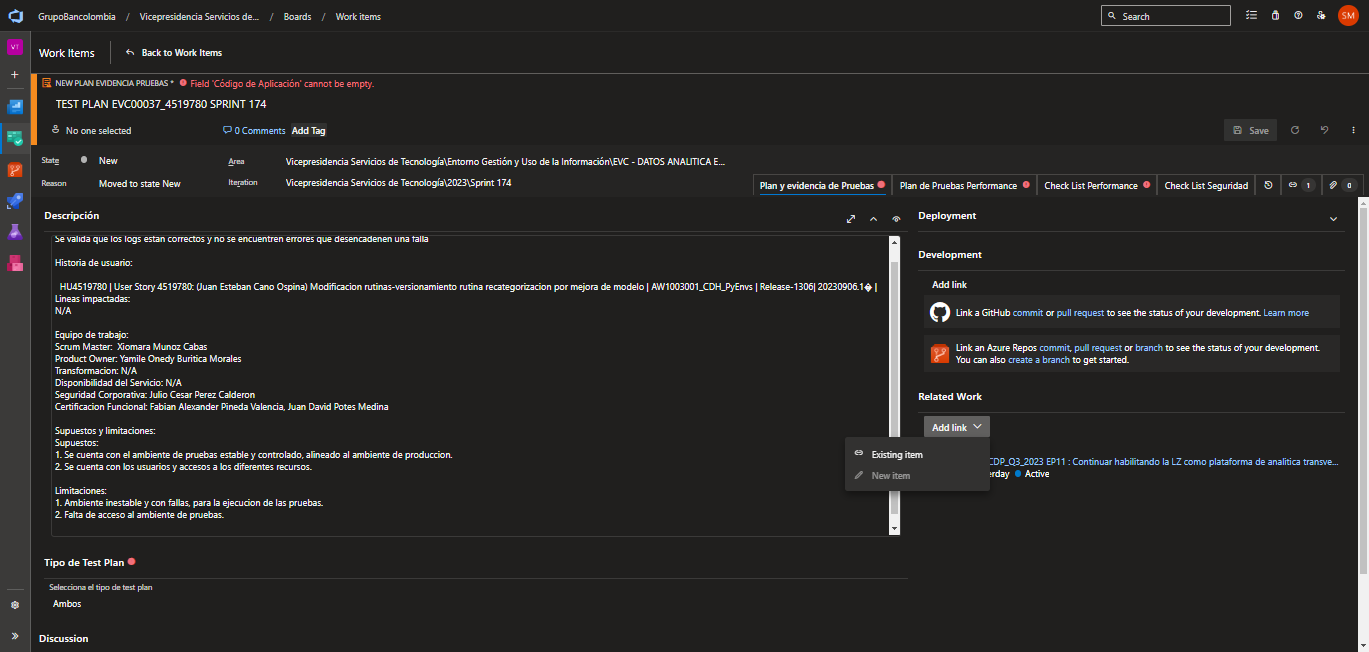 GrupoBancolombia / Vicepresidencia Servicios de... / Boards / Work items
Search
SM
VT
Work Items
Back to Work Items
NEW PLAN EVIDENCIA PRUEBAS * Field 'Código de Aplicación' cannot be empty.
TEST PLAN EVC00037_4519780 SPRINT 174
No one selected
0 Comments
Add Tag
Save
State
New
Area
Vicepresidencia Servicios de Tecnología\Entorno Gestión y Uso de la Información\EVC - DATOS ANALITICA E...
Reason
Moved to state New
Iteration
Vicepresidencia Servicios de Tecnología\2023\Sprint 174
Plan y evidencia de Pruebas
Plan de Pruebas Performance
Check List Performance
Check List Seguridad
1
0
Descripción
Se valida que los logs estan correctos y no se encuentren errores que desencadenen una falla
Historia de usuario:
HU4519780 | User Story 4519780: (Juan Esteban Cano Ospina) Modificacion rutinas-versionamiento rutina recategorizacion por mejora de modelo | AW1003001_CDH_PyEnvs | Release-1306| 20230906.1� |
Lineas impactadas:
N/A
Equipo de trabajo:
Scrum Master:  Xiomara Munoz Cabas
Product Owner: Yamile Onedy Buritica Morales
Transformacion: N/A
Disponibilidad del Servicio: N/A
Seguridad Corporativa: Julio Cesar Perez Calderon
Certificacion Funcional: Fabian Alexander Pineda Valencia, Juan David Potes Medina
Supuestos y limitaciones:
Supuestos:
1. Se cuenta con el ambiente de pruebas estable y controlado, alineado al ambiente de produccion.
2. Se cuenta con los usuarios y accesos a los diferentes recursos.
Limitaciones:
1. Ambiente inestable y con fallas, para la ejecucion de las pruebas.
2. Falta de acceso al ambiente de pruebas.
Tipo de Test Plan
Selecciona el tipo de test plan
Ambos
Discussion
Deployment
Development
Add link
Link a GitHub commit or pull request to see the status of your development. Learn more
Link an Azure Repos commit, pull request or branch to see the status of your development.
You can also create a branch to get started.
Related Work
Add link
Existing item
New item
CDP_Q3_2023 EP11 : Continuar habilitando la LZ como plataforma de analitica transve...
erday
Active